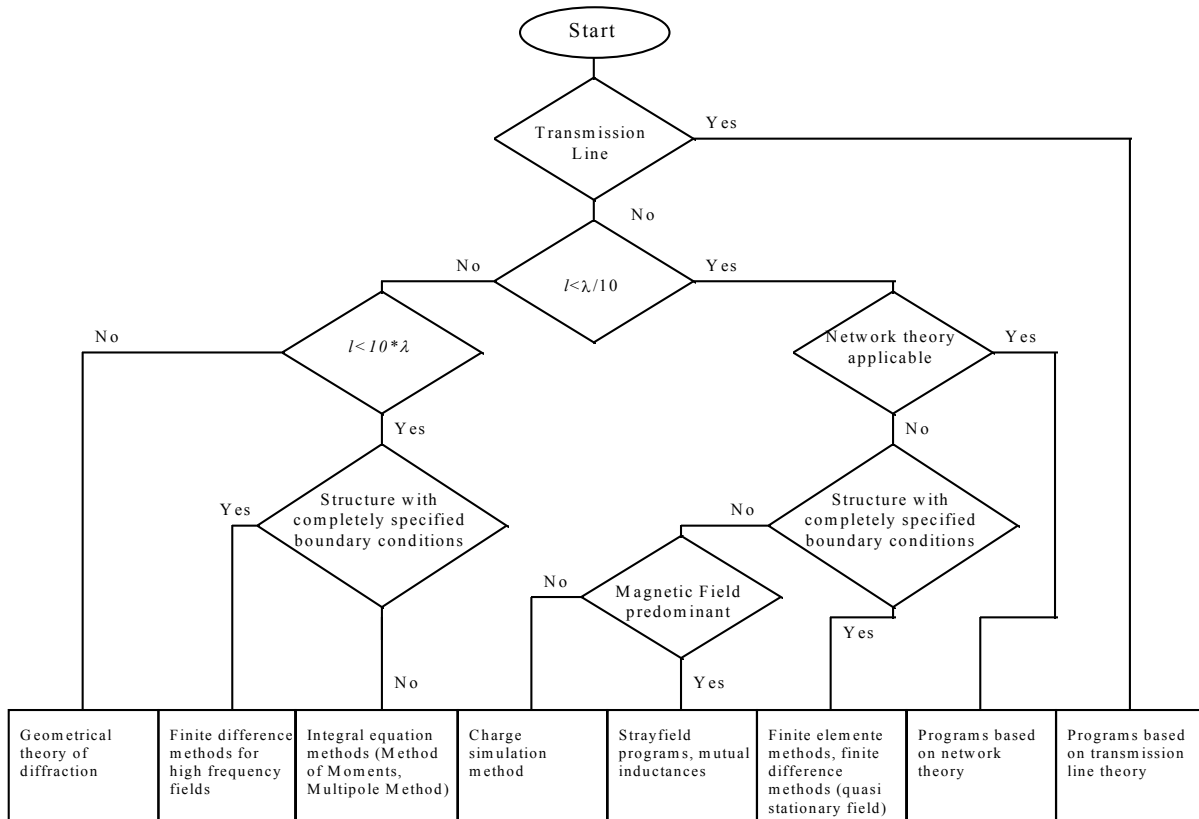 Start
Transmission
Line
Yes
No
l<λ/10
No
Yes
l<10*λ
No
Yes
Network theory
applicable
Yes
No
Structure with
completely specified
boundary conditions
Yes
No
Structure with
completely specified
boundary conditions
No
Yes
Magnetic Field
predominant
No
Yes
Geometrical
theory of
diffraction
Finite difference
methods for
high frequency
fields
Integral equation
methods (Method
of Moments,
Multipole Method)
Charge
simulation
method
Strayfield
programs, mutual
inductances
Finite elemente
methods, finite
difference
methods (quasi
stationary field)
Programs based
on network
theory
Programs based
on transmission
line theory